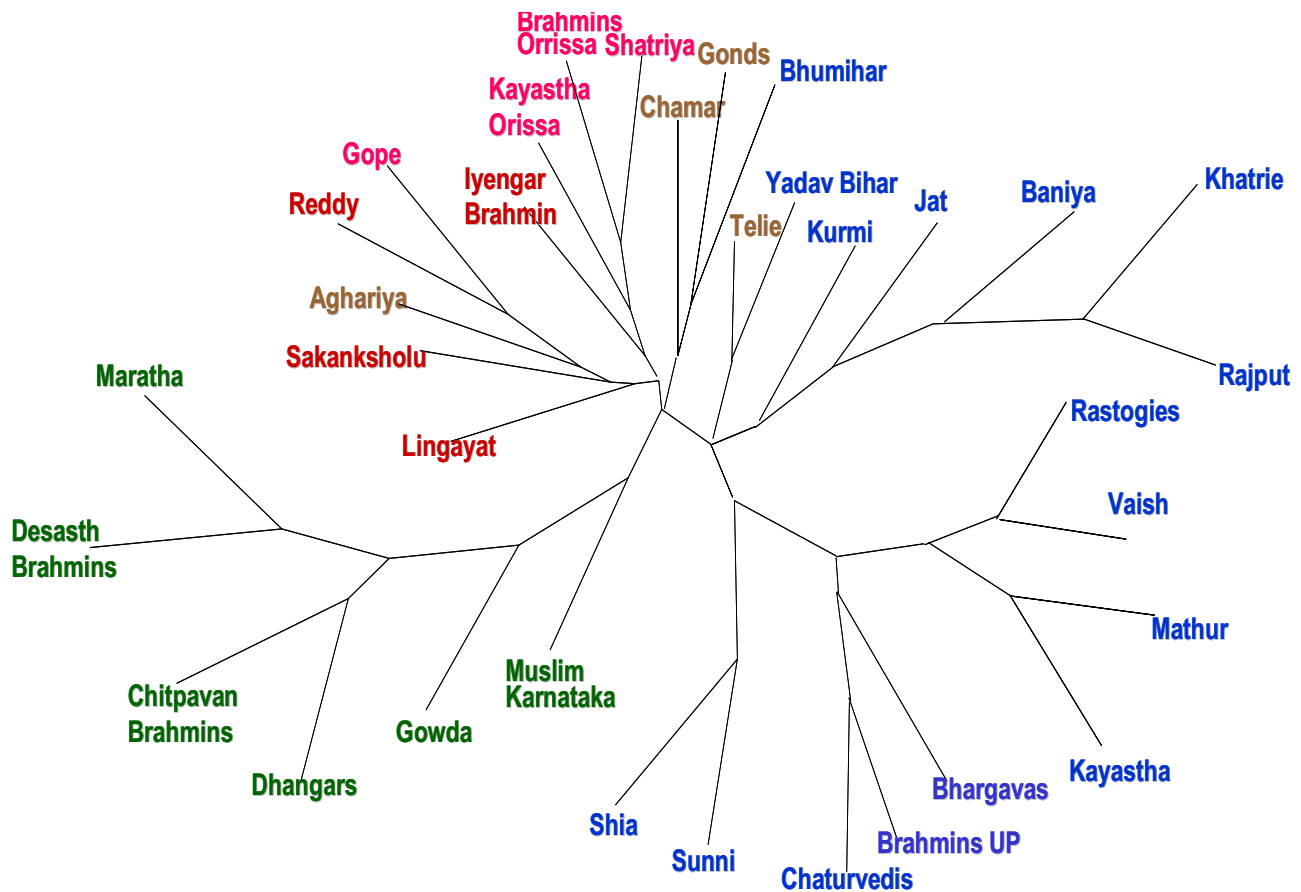 Brahmins
Orrissa
Shatriya
Gonds
Bhumihar
Kayastha
Orissa
Chamar
Gope
Iyengar
Brahmin
Yadav Bihar
Khatrie
Reddy
Jat
Baniya
Telie
Kurmi
Aghariya
Sakanksholu
Maratha
Rajput
Rastogies
Lingayat
Vaish
Desasth
Brahmins
Mathur
Muslim
Karnataka
Chitpavan
Brahmins
Gowda
Dhangars
Kayastha
Bhargavas
Shia
Brahmins UP
Sunni
Chaturvedis